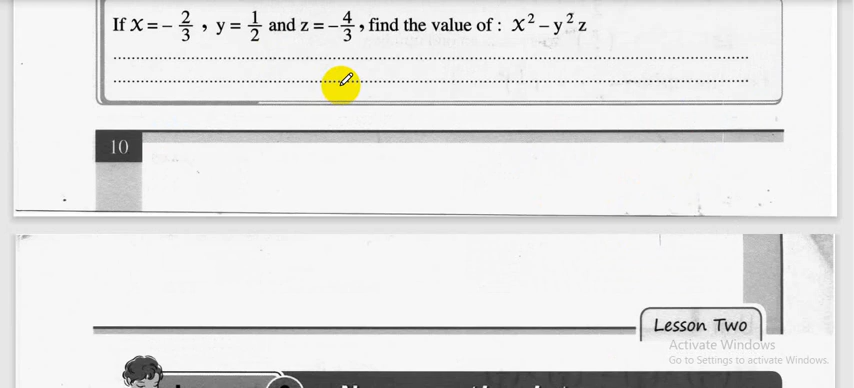 If x = - 2/3 , y = 1/2 and z = - 4/3 , find the value of : x² – y² z
10
Lesson Two
Activate Windows
Go to Settings to activate Windows.